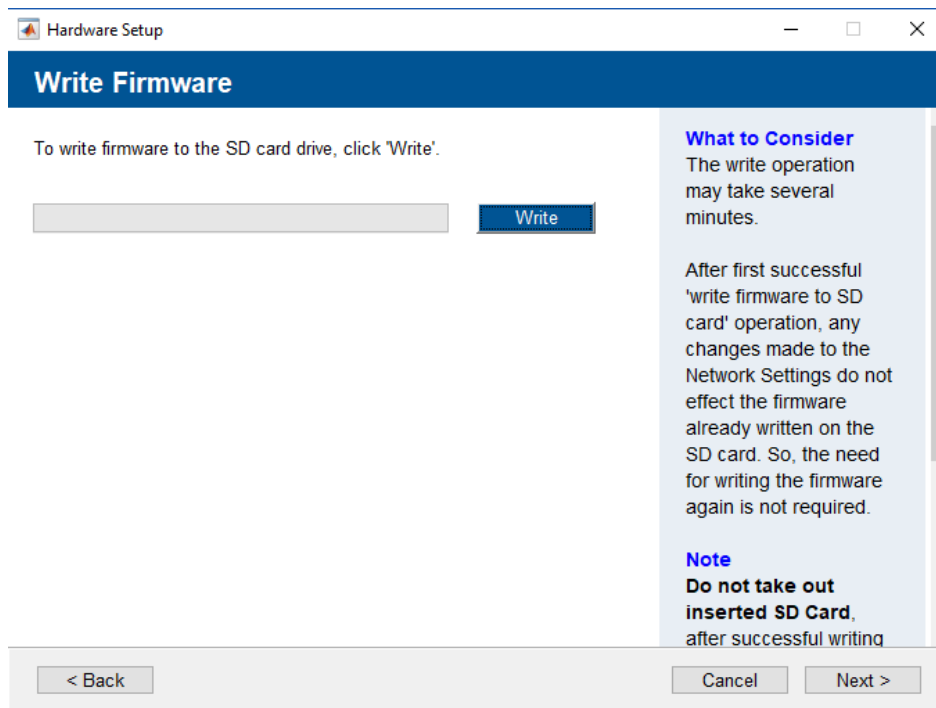 Hardware Setup
Write Firmware
To write firmware to the SD card drive, click 'Write'.
Write
What to Consider
The write operation
may take several
minutes.
After first successful
'write firmware to SD
card' operation, any
changes made to the
Network Settings do not
effect the firmware
already written on the
SD card. So, the need
for writing the firmware
again is not required.
Note
Do not take out
inserted SD Card,
after successful writing
< Back
Cancel
Next >